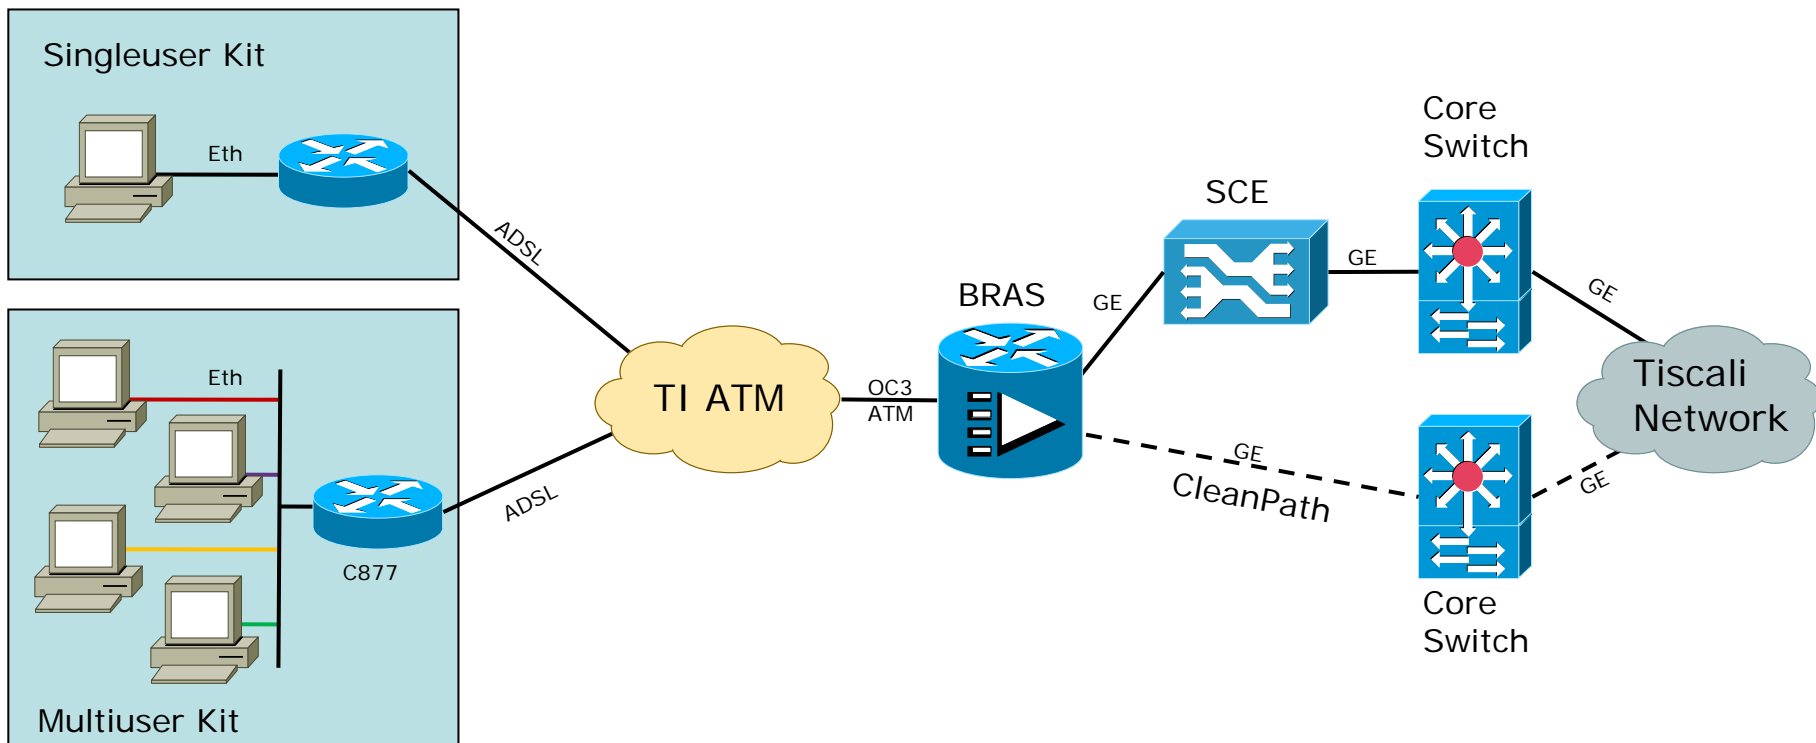 Singleuser Kit
Eth
ADSL
Multiuser Kit
Eth
C877
ADSL
TI ATM
OC3
ATM
BRAS
GE
SCE
GE
Core
Switch
GE
Tiscali
Network
GE
CleanPath
GE
Core
Switch